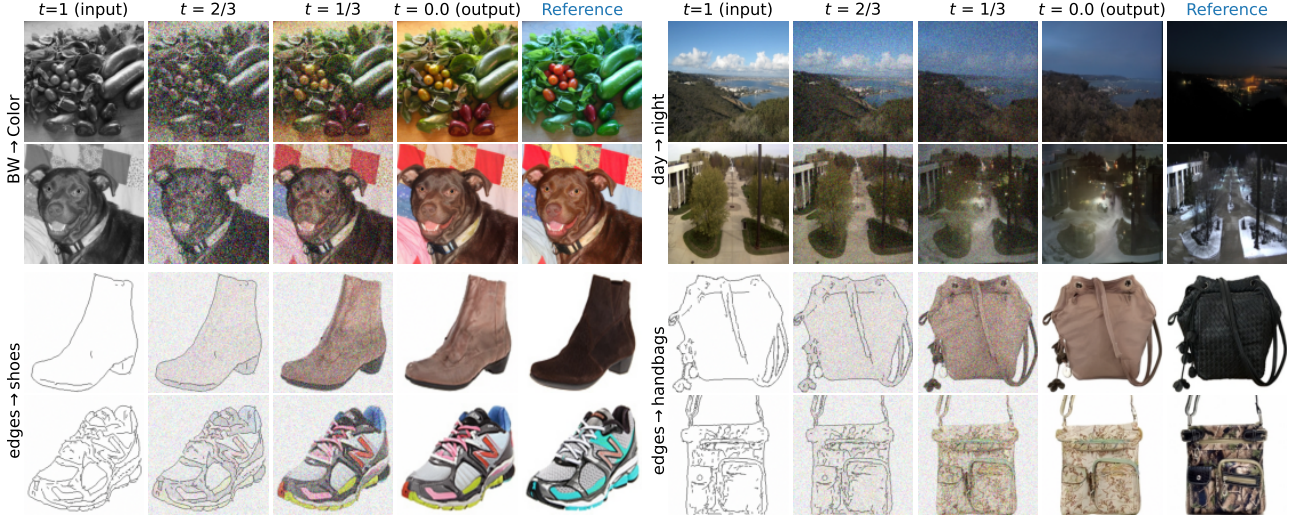 t=1 (input) t = 2/3 t = 1/3 t = 0.0 (output) Reference
BW→Color
edges→shoes
t=1 (input) t = 2/3 t = 1/3 t = 0.0 (output) Reference
day→night
edges→handbags